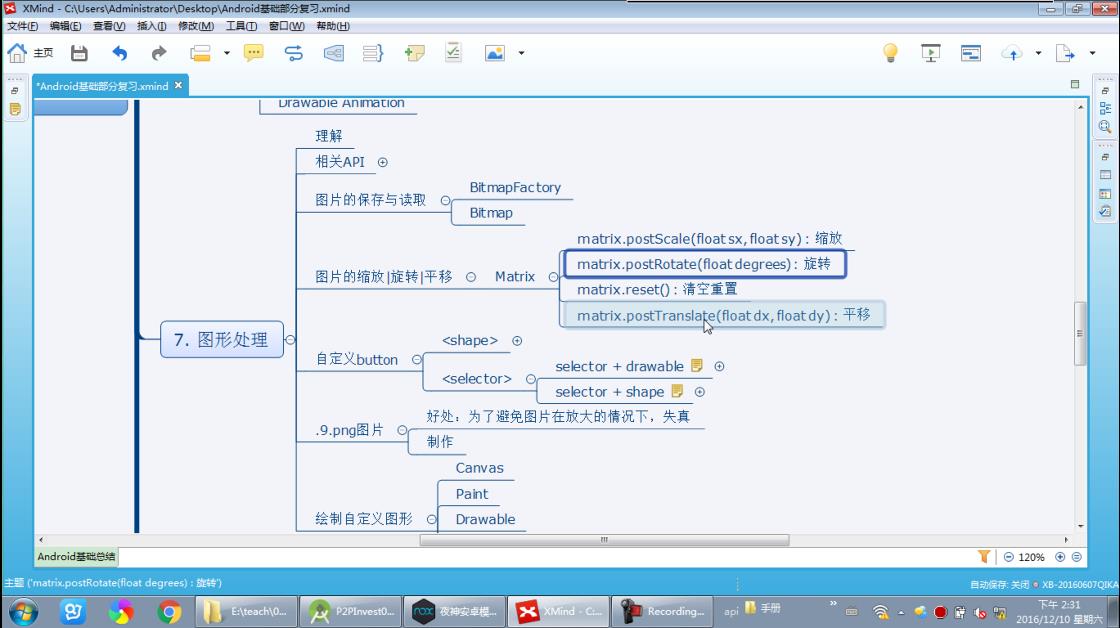 XMind - C:\Users\Administrator\Desktop\Android基础部分复习.xmind
文件(F) 编辑(E) 查看(V) 插入(I) 修改(M) 工具(T) 窗口(W) 帮助(H)
主页
*Android基础部分复习.xmind
Drawable Animation
理解
相关API
图片的保存与读取
BitmapFactory
Bitmap
图片的缩放|旋转|平移
Matrix
matrix.postScale(float sx, float sy) : 缩放
matrix.postRotate(float degrees) : 旋转
matrix.reset() : 清空重置
matrix.postTranslate(float dx, float dy) : 平移
7. 图形处理
自定义button
<shape>
<selector>
selector + drawable
selector + shape
.9.png图片
好处：为了避免图片在放大的情况下，失真
制作
绘制自定义图形
Canvas
Paint
Drawable
Android基础总结
120%
主题 ('matrix.postRotate(float degrees) : 旋转')
自动保存: 关闭 XB-20160607QIKA
E:\teach\0... P2PInvest0... 夜神安卓模... XMind - C:... Recording... api 手册
下午 2:31
2016/12/10 星期六